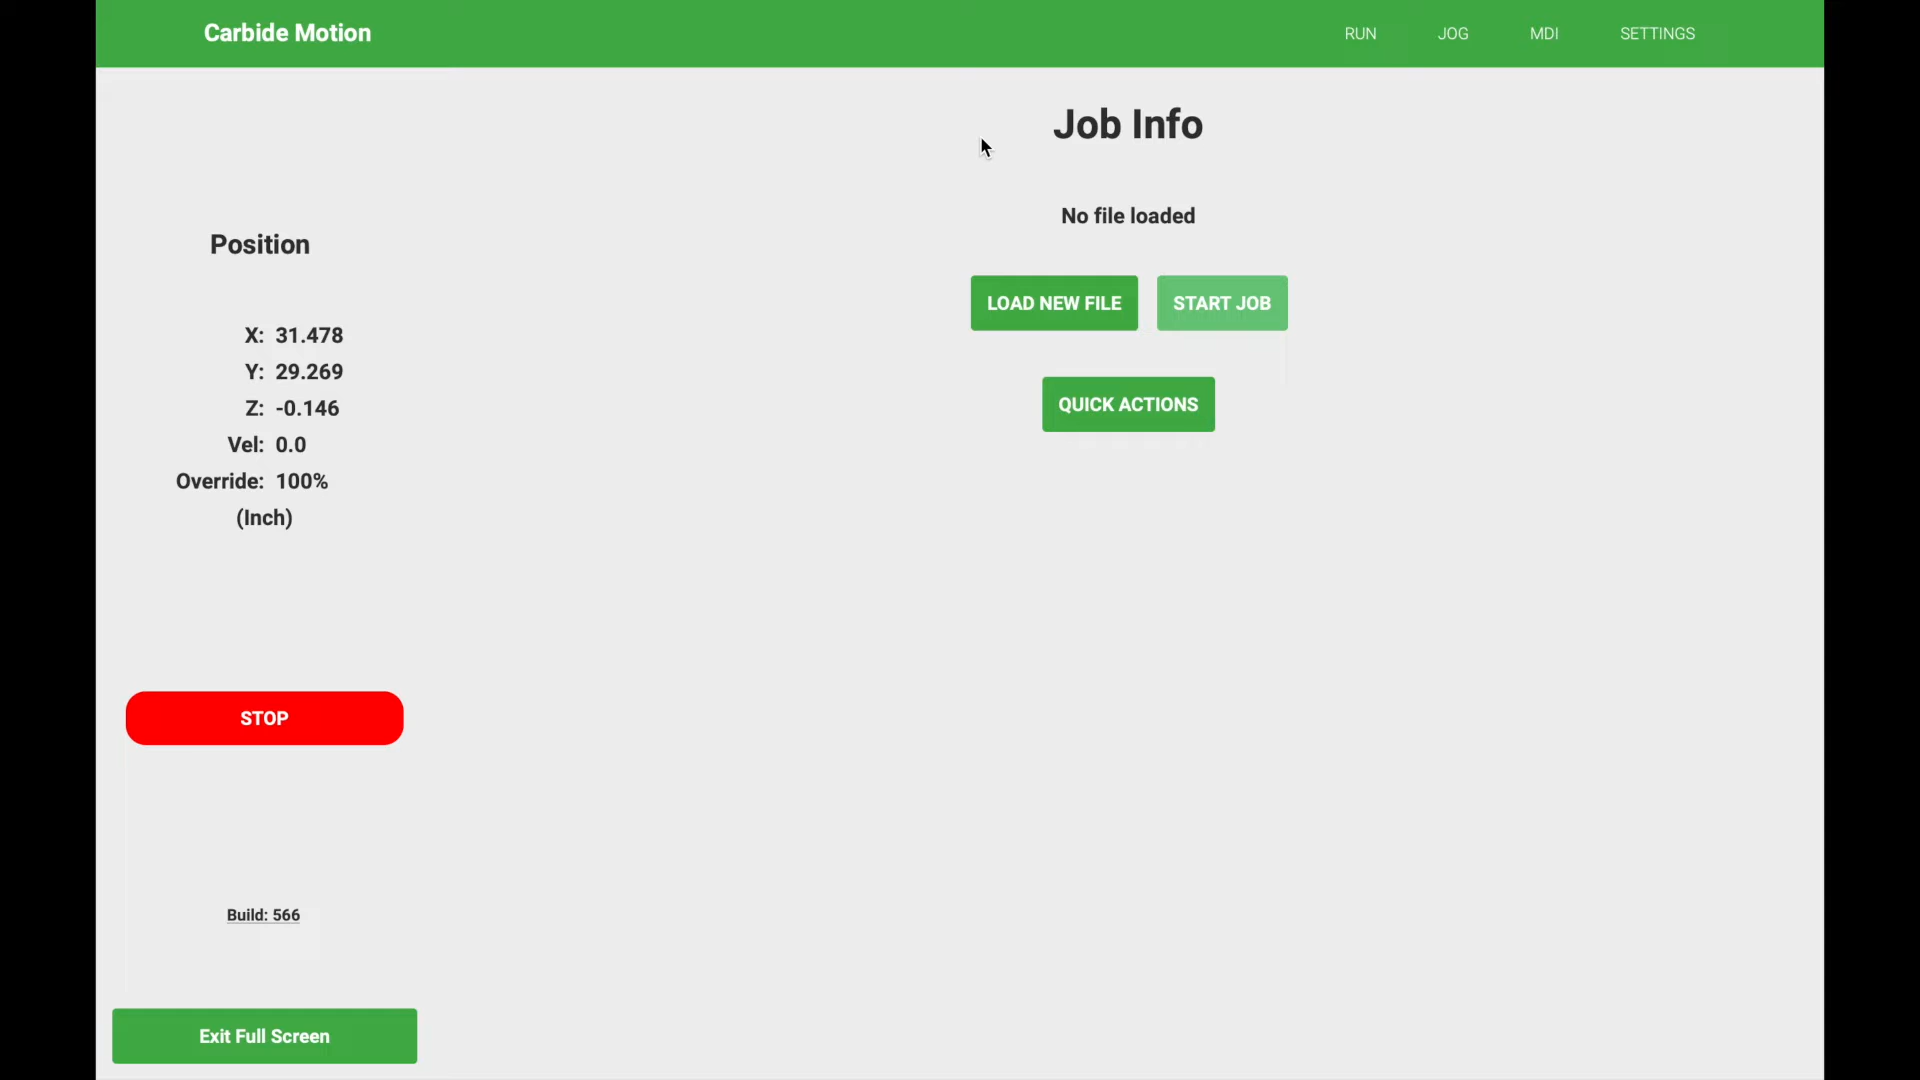 Carbide Motion
RUN JOG MDI SETTINGS
Job Info
No file loaded
LOAD NEW FILE START JOB
QUICK ACTIONS
Position
X: 31.478
Y: 29.269
Z: -0.146
Vel: 0.0
Override: 100%
(Inch)
STOP
Build: 566
Exit Full Screen